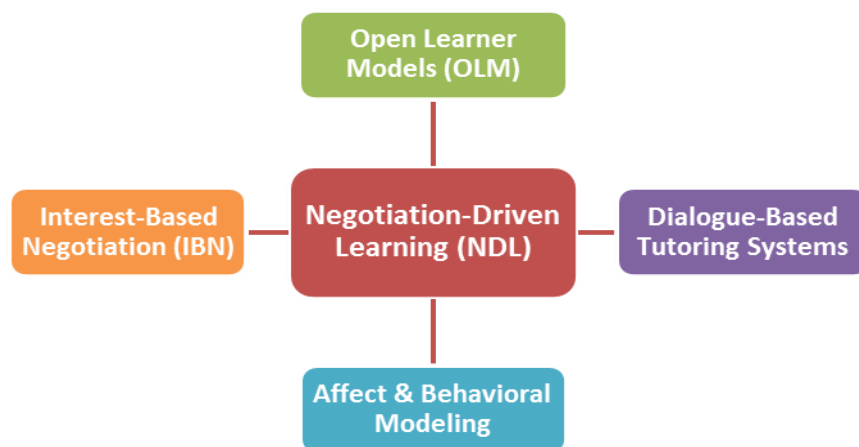 Open Learner
Models (OLM)
Interest-Based
Negotiation (IBN)
Negotiation-Driven
Learning (NDL)
Dialogue-Based
Tutoring Systems
Affect & Behavioral
Modeling